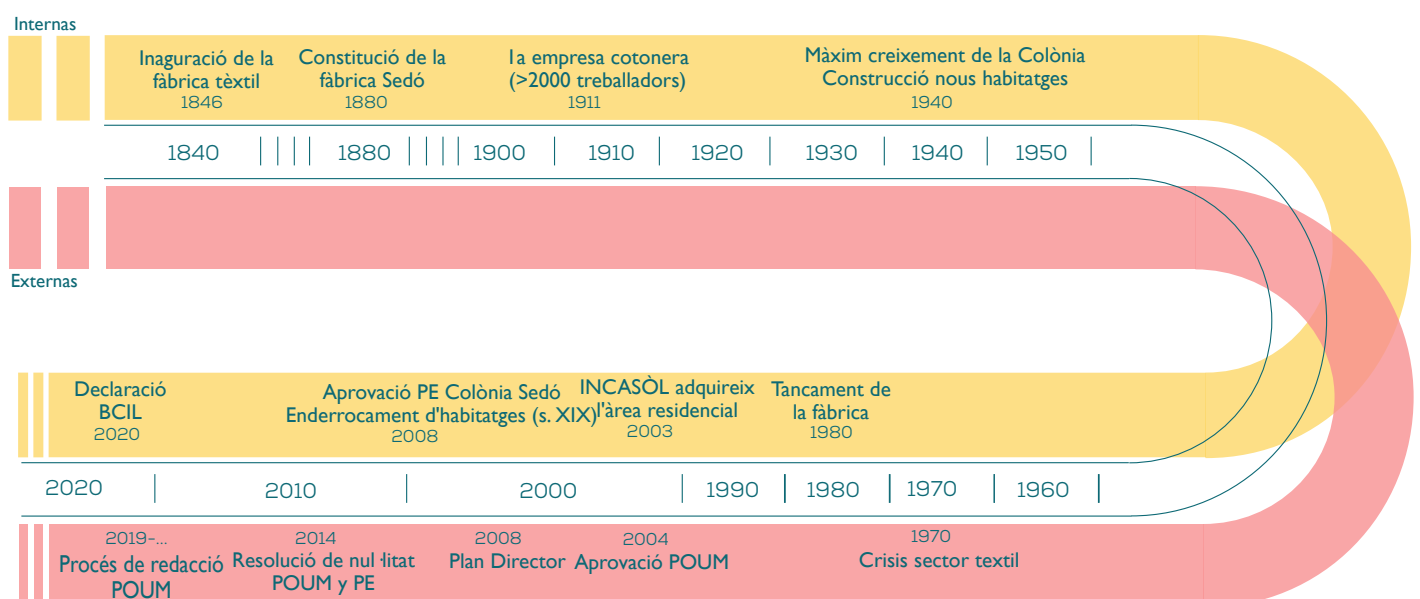 Internas
Inaguració de la
fàbrica tèxtil
1846
Constitució de la
fàbrica Sedó
1880
1a empresa cotonera
(>2000 treballadors)
1911
Màxim creixement de la Colònia
Construcció nous habitatges
1940
1840 1880 1900 1910 1920 1930 1940 1950
Externas
Declaració
BCIL
2020
Aprovació PE Colònia Sedó
Enderrocament d'habitatges (s. XIX)
2008
INCASÒL adquireix
l'àrea residencial
2003
Tancament de
la fàbrica
1980
2020 2010 2000 1990 1980 1970 1960
2019-...
Procés de redacció
POUM
2014
Resolució de nul·litat
POUM y PE
2008
Plan Director
2004
Aprovació POUM
1970
Crisis sector textil